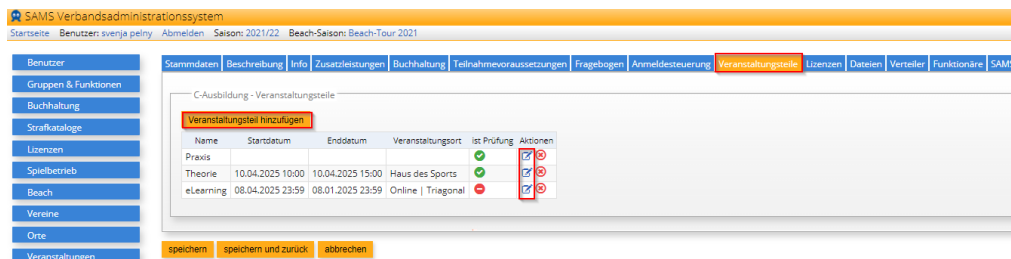 SAMS Verbandsadministrationssystem
Startseite Benutzer: svenja pelny Abmelden Saison: 2021/22 Beach-Saison: Beach-Tour 2021
Benutzer
Gruppen & Funktionen
Buchhaltung
Strafkataloge
Lizenzen
Spielbetrieb
Beach
Vereine
Orte
Veranstaltungen
Stammdaten Beschreibung Info Zusatzleistungen Buchhaltung Teilnahmevoraussetzungen Fragebogen Anmeldesteuerung Veranstaltungsteile Lizenzen Dateien Verteiler Funktionäre SAMS
C-Ausbildung - Veranstaltungsteile
Veranstaltungsteil hinzufügen
Name Startdatum Enddatum Veranstaltungsort ist Prüfung Aktionen
Praxis
Theorie 10.04.2025 10:00 10.04.2025 15:00 Haus des Sports
eLearning 08.04.2025 23:59 08.01.2025 23:59 Online | Triagonal
speichern speichern und zurück abbrechen